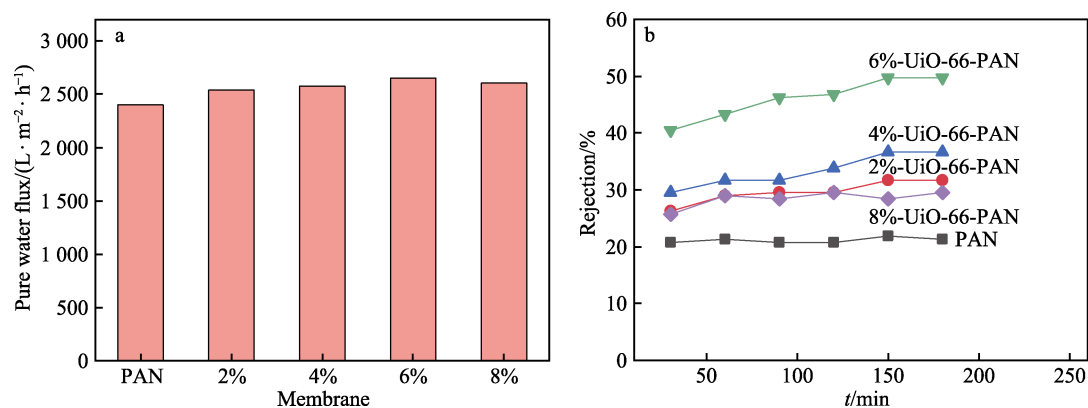 a
3 000
2 500
2 000
1 500
1 000
500
0
Pure water flux/(L · m⁻² · h⁻¹)
PAN 2% 4% 6% 8%
Membrane
b
60
50
40
30
20
10
0
Rejection/%
6%-UiO-66-PAN
4%-UiO-66-PAN
2%-UiO-66-PAN
8%-UiO-66-PAN
PAN
50 100 150 200 250
t/min